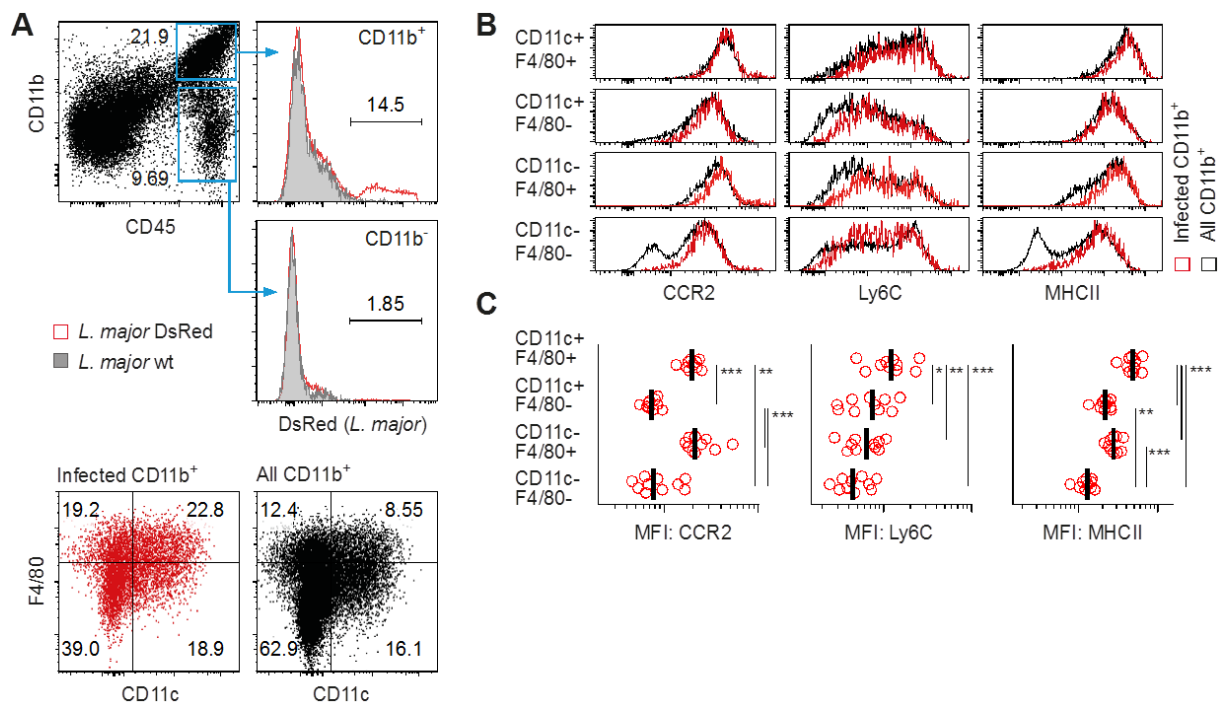 A
21.9
9.69
CD11b
CD45
CD11b+
14.5
CD11b-
1.85
DsRed (L. major)
L. major DsRed
L. major wt
Infected CD11b+
19.2
22.8
39.0
18.9
F4/80
CD11c
All CD11b+
12.4
8.55
62.9
16.1
CD11c
B
CD11c+
F4/80+
CD11c+
F4/80-
CD11c-
F4/80+
CD11c-
F4/80-
CCR2
Ly6C
MHCII
Infected CD11b+
All CD11b+
C
CD11c+
F4/80+
CD11c+
F4/80-
CD11c-
F4/80+
CD11c-
F4/80-
***
**
***
MFI: CCR2
*
**
***
MFI: Ly6C
**
***
***
MFI: MHCII